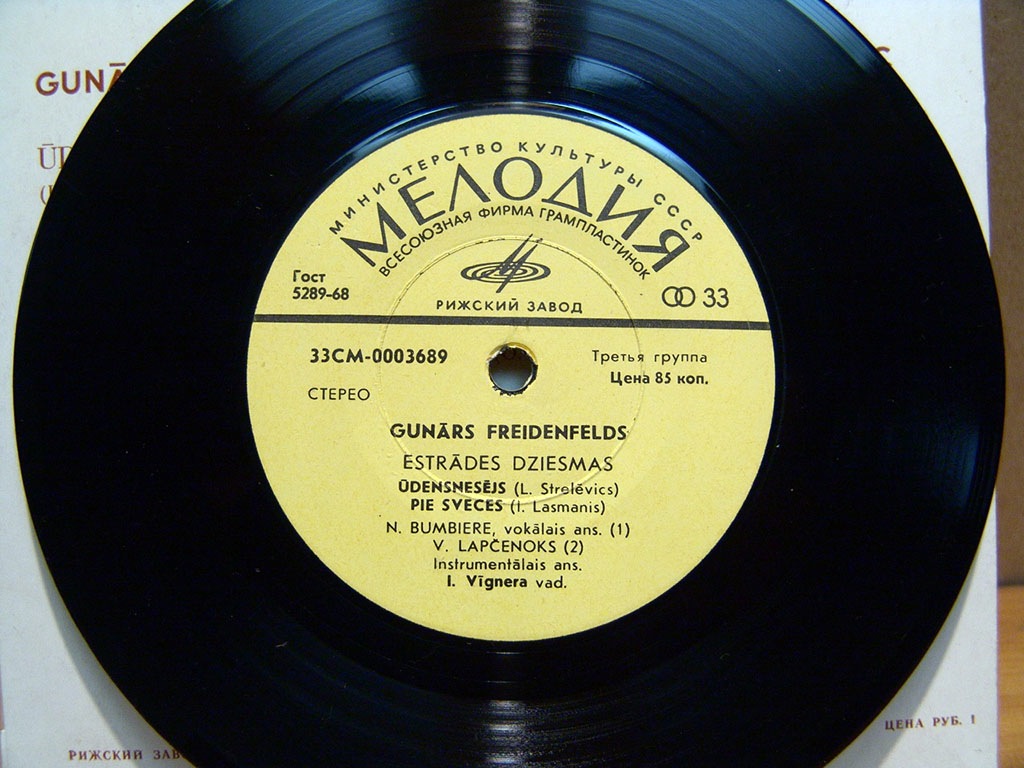 GUNĀ
МИНИСТЕРСТВО КУЛЬТУРЫ СССР
МЕЛОДИЯ
ВСЕСОЮЗНАЯ ФИРМА ГРАМПЛАСТИНОК
Гост
5289-68
РИЖСКИЙ ЗАВОД
33
33СМ-0003689
Третья группа
Цена 85 коп.
СТЕРЕО
GUNĀRS FREIDENFELDS
ESTRĀDES DZIESMAS
ŪDENSNESĒJS (L. Strelēvics)
PIE SVECES (I. Lasmanis)
N. BUMBIERE, vokālais ans. (1)
V. LAPČENOKS (2)
Instrumentālais ans.
I. Vīgnera vad.
ЦЕНА РУБ. 1
РИЖСКИЙ ЗАВ